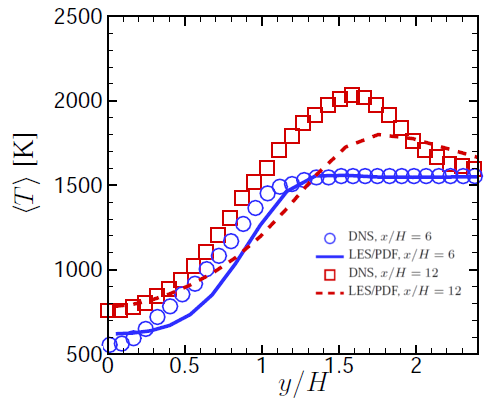 2500
2000
1500
1000
500
⟨T⟩ [K]
0 0.5 1 1.5 2
y/H
DNS, x/H = 6
LES/PDF, x/H = 6
DNS, x/H = 12
LES/PDF, x/H = 12